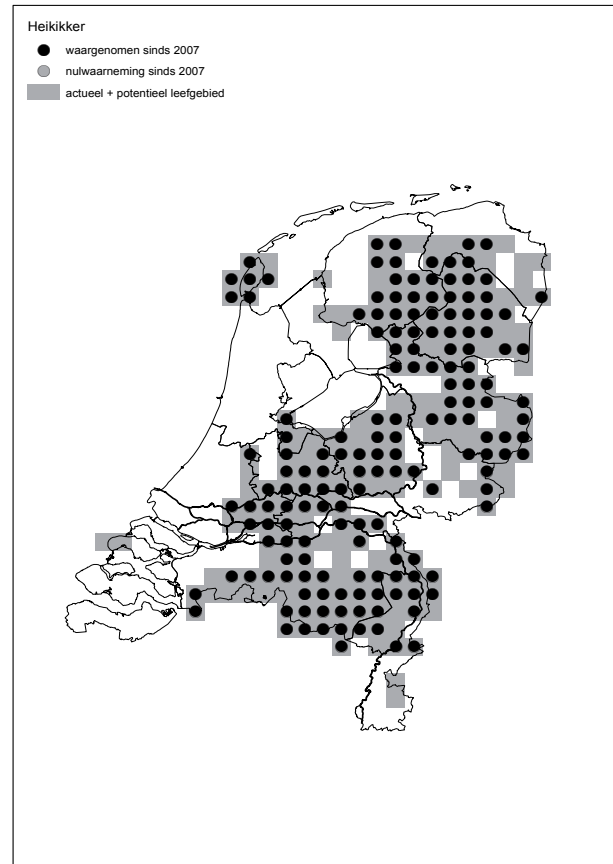 Heikikker
waargenomen sinds 2007
nulwaarneming sinds 2007
actueel + potentieel leefgebied